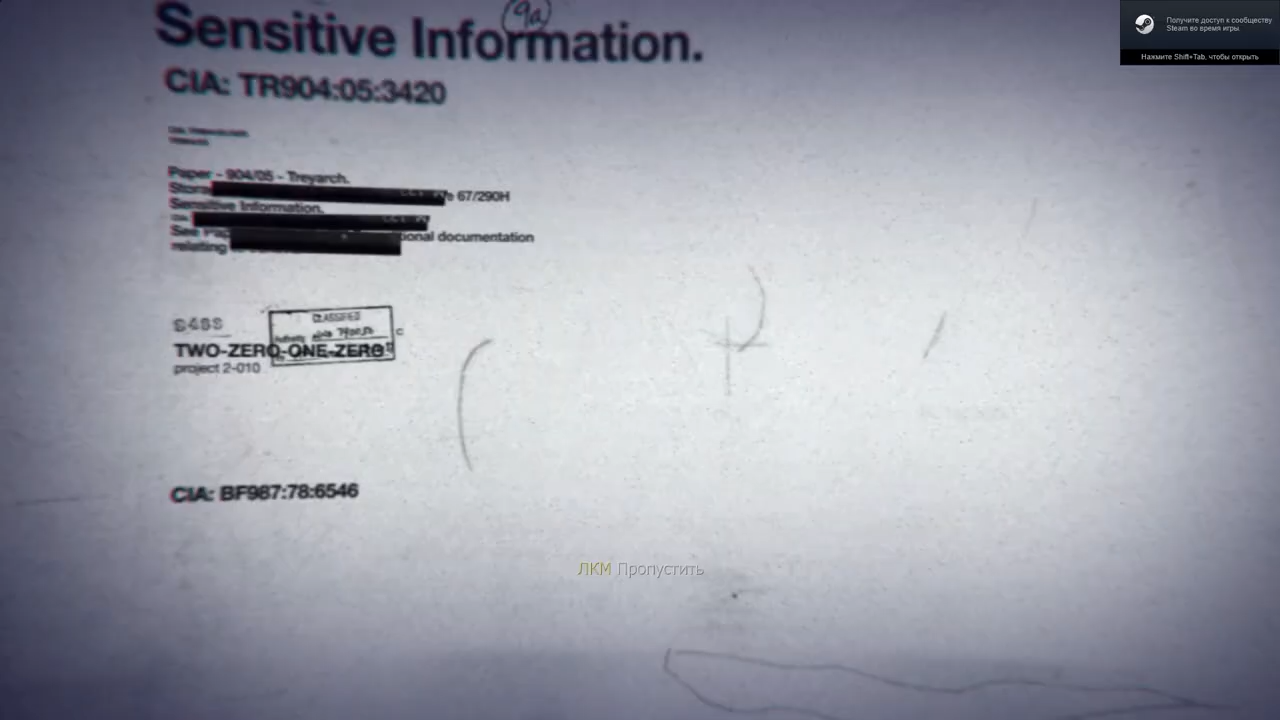 9a
Sensitive Information.
CIA: TR904:05:3420
Paper - 904/05 - Treyarch.
67/290H
Sensitive Information.
See
onal documentation
relating
CLASSIFIED
TWO-ZERO-ONE-ZERO"
project 2-010
CIA: BF987:78:6546
ЛКМ Пропустить
Получите доступ к сообществу
Steam во время игры.
Нажмите Shift+Tab, чтобы открыть